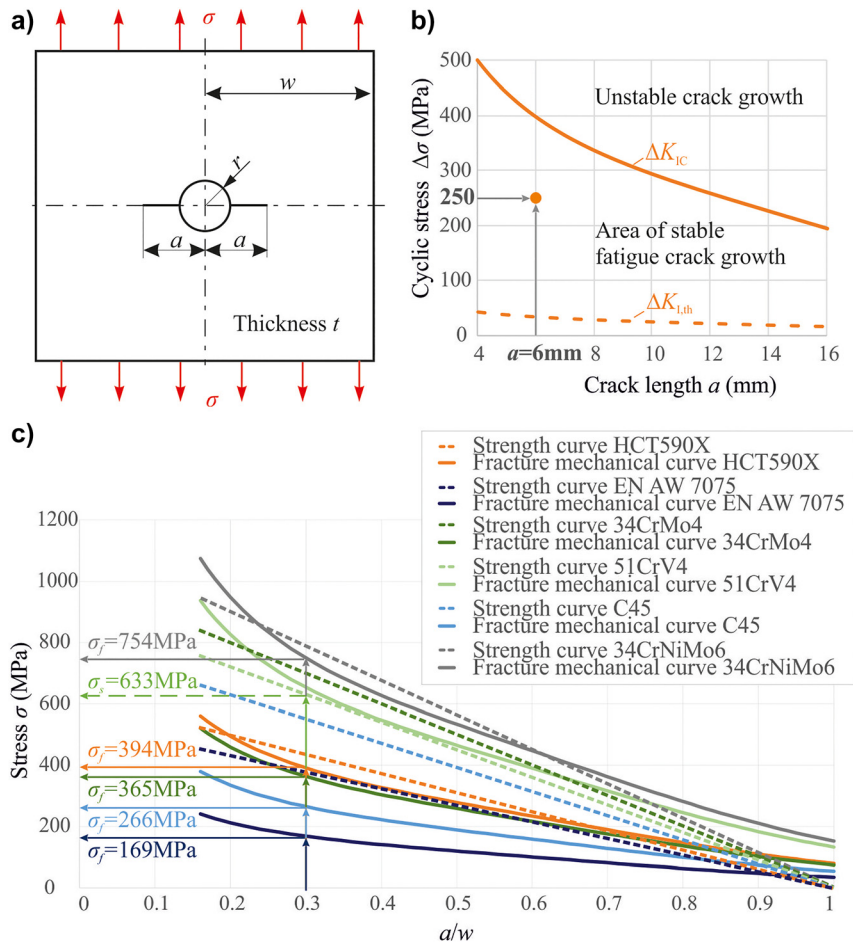 a)
σ
w
r
a
a
Thickness t
σ
b)
Cyclic stress Δσ (MPa)
500
400
300
250
200
100
0
Unstable crack growth
ΔK_IC
Area of stable
fatigue crack growth
ΔK_I,th
4
a=6mm
8
10
12
14
16
Crack length a (mm)
c)
Strength curve HCT590X
Fracture mechanical curve HCT590X
Strength curve EN AW 7075
Fracture mechanical curve EN AW 7075
Strength curve 34CrMo4
Fracture mechanical curve 34CrMo4
Strength curve 51CrV4
Fracture mechanical curve 51CrV4
Strength curve C45
Fracture mechanical curve C45
Strength curve 34CrNiMo6
Fracture mechanical curve 34CrNiMo6
Stress σ (MPa)
1200
1000
800
600
400
200
0
σf=754MPa
σs=633MPa
σf=394MPa
σf=365MPa
σf=266MPa
σf=169MPa
0
0.1
0.2
0.3
0.4
0.5
0.6
0.7
0.8
0.9
1
a/w